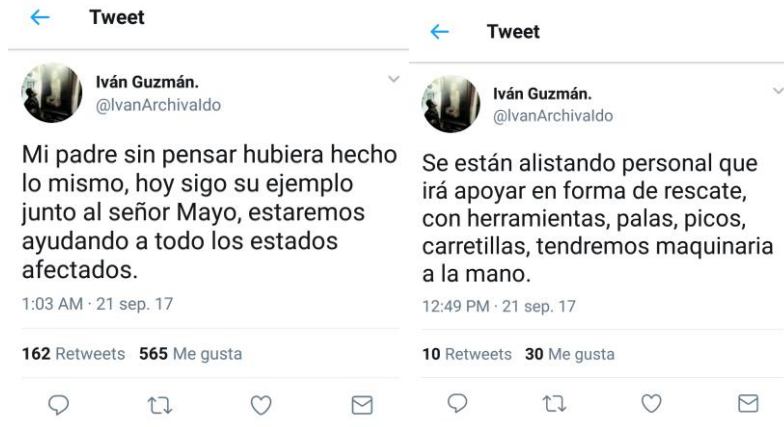 Tweet
Iván Guzmán.
@IvanArchivaldo
Mi padre sin pensar hubiera hecho
lo mismo, hoy sigo su ejemplo
junto al señor Mayo, estaremos
ayudando a todo los estados
afectados.
1:03 AM · 21 sep. 17
162 Retweets 565 Me gusta
Tweet
Iván Guzmán.
@IvanArchivaldo
Se están alistando personal que
irá apoyar en forma de rescate,
con herramientas, palas, picos,
carretillas, tendremos maquinaria
a la mano.
12:49 PM · 21 sep. 17
10 Retweets 30 Me gusta